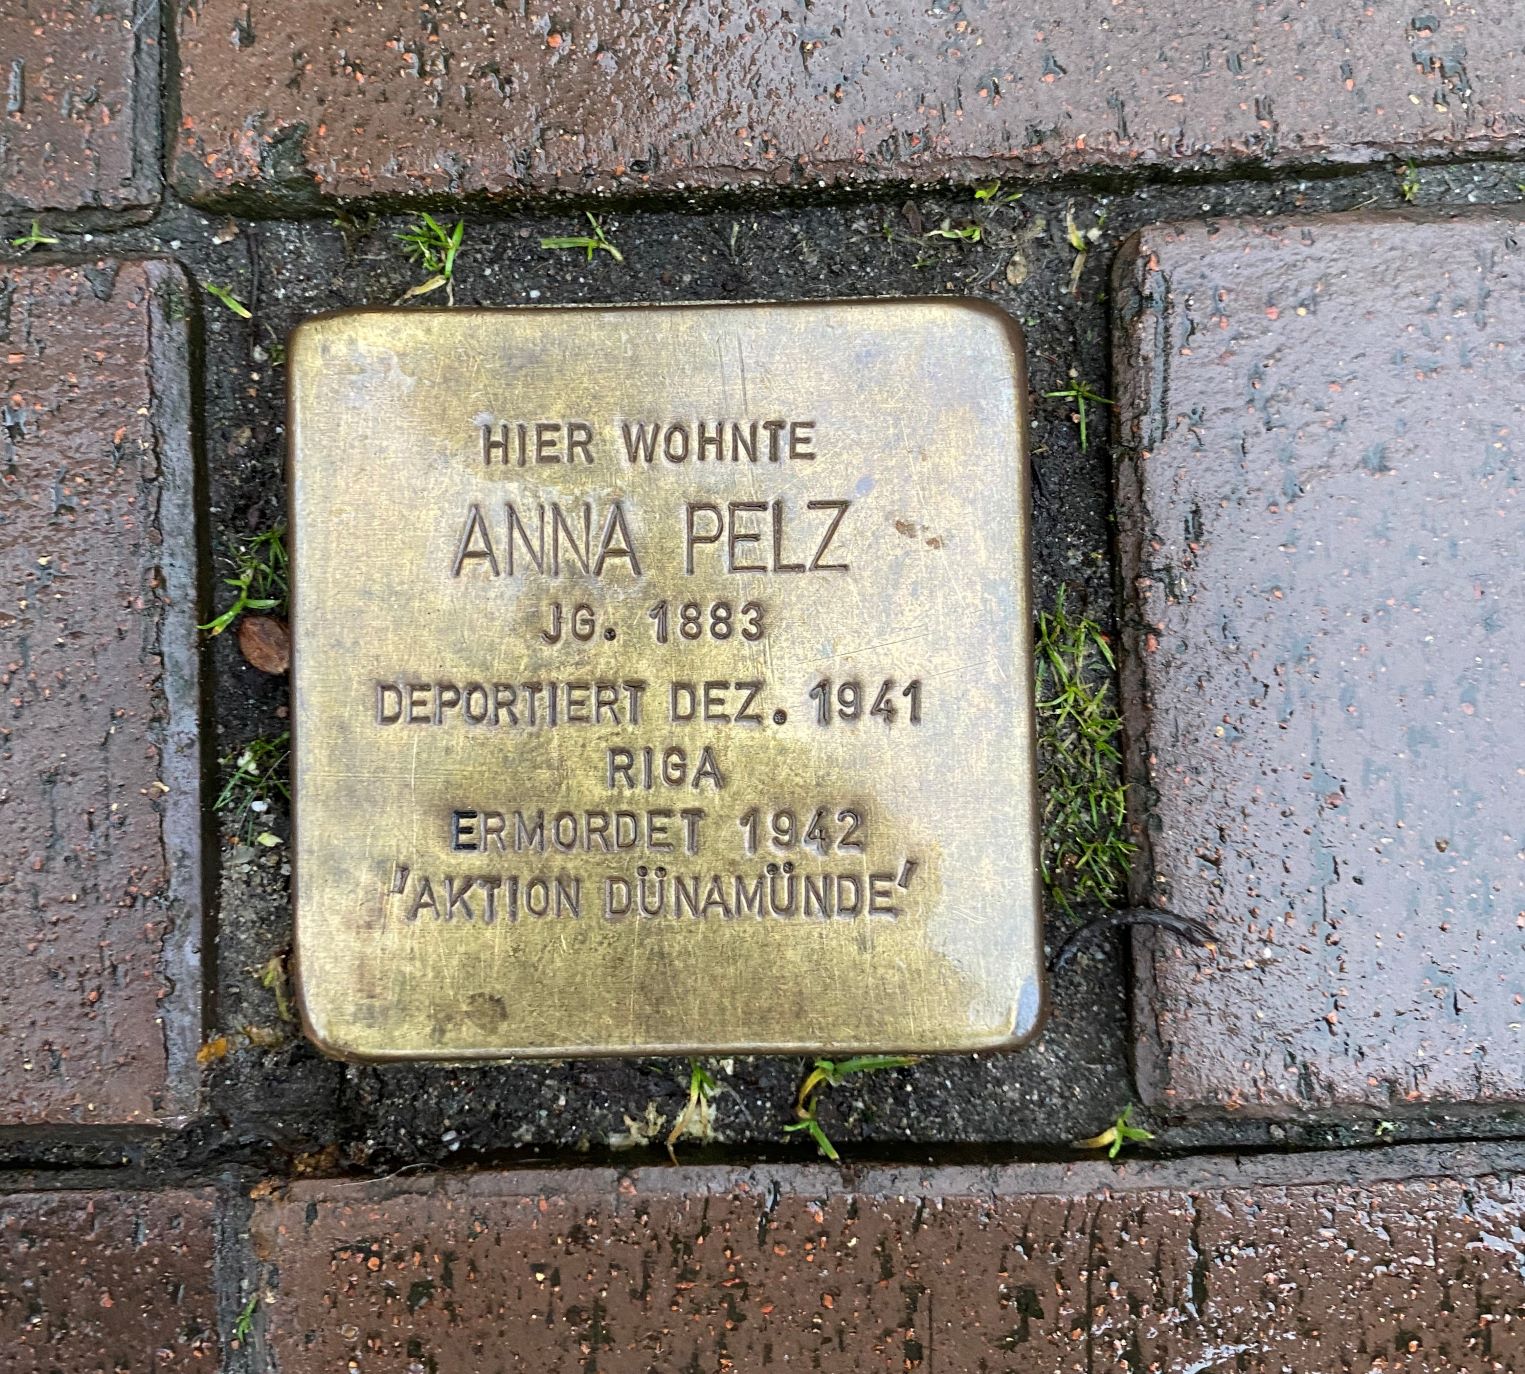 HIER WOHNTE
ANNA PELZ
JG. 1883
DEPORTIERT DEZ. 1941
RIGA
ERMORDET 1942
'AKTION DÜNAMÜNDE'